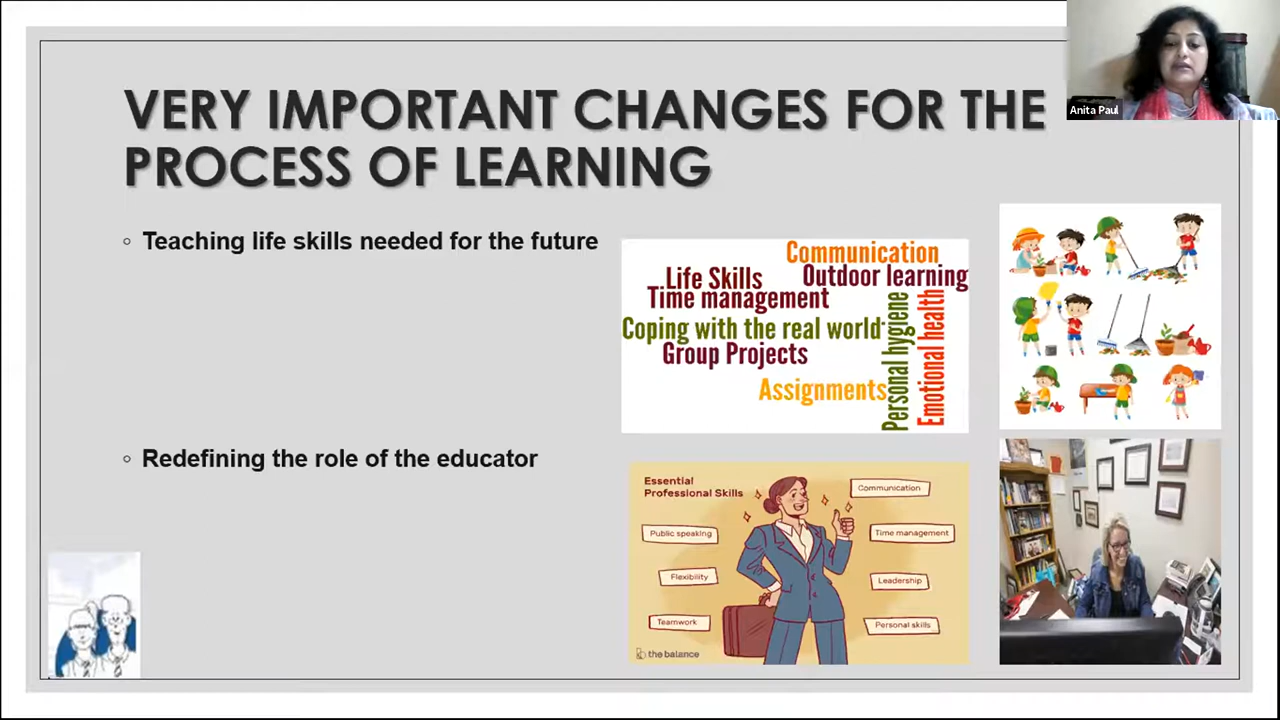 VERY IMPORTANT CHANGES FOR THE
PROCESS OF LEARNING
Anita Paul
Teaching life skills needed for the future
Communication
Life Skills
Outdoor learning
Time management
Coping with the real world
Group Projects
Assignments
Personal hygiene
Emotional health
Redefining the role of the educator
Essential
Professional Skills
Communication
Public speaking
Time management
Flexibility
Leadership
Teamwork
Personal skills
the balance